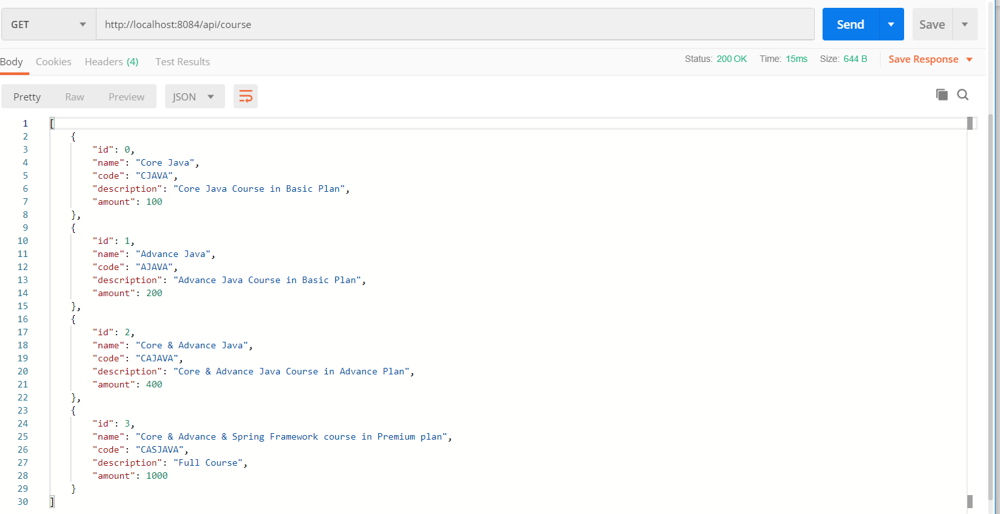 GET http://localhost:8084/api/course Send Save
Body Cookies Headers (4) Test Results Status: 200 OK Time: 15ms Size: 644 B Save Response
Pretty Raw Preview JSON
1 [
2 {
3 "id": 0,
4 "name": "Core Java",
5 "code": "CJAVA",
6 "description": "Core Java Course in Basic Plan",
7 "amount": 100
8 },
9 {
10 "id": 1,
11 "name": "Advance Java",
12 "code": "AJAVA",
13 "description": "Advance Java Course in Basic Plan",
14 "amount": 200
15 },
16 {
17 "id": 2,
18 "name": "Core & Advance Java",
19 "code": "CAJAVA",
20 "description": "Core & Advance Java Course in Advance Plan",
21 "amount": 400
22 },
23 {
24 "id": 3,
25 "name": "Core & Advance & Spring Framework course in Premium plan",
26 "code": "CASJAVA",
27 "description": "Full Course",
28 "amount": 1000
29 }
30 ]